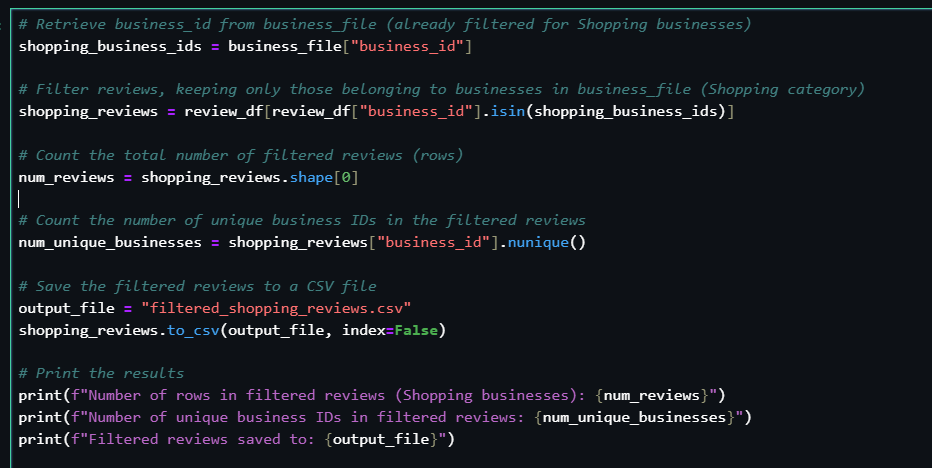 # Retrieve business_id from business_file (already filtered for Shopping businesses)
shopping_business_ids = business_file["business_id"]
# Filter reviews, keeping only those belonging to businesses in business_file (Shopping category)
shopping_reviews = review_df[review_df["business_id"].isin(shopping_business_ids)]
# Count the total number of filtered reviews (rows)
num_reviews = shopping_reviews.shape[0]
# Count the number of unique business IDs in the filtered reviews
num_unique_businesses = shopping_reviews["business_id"].nunique()
# Save the filtered reviews to a CSV file
output_file = "filtered_shopping_reviews.csv"
shopping_reviews.to_csv(output_file, index=False)
# Print the results
print(f"Number of rows in filtered reviews (Shopping businesses): {num_reviews}")
print(f"Number of unique business IDs in filtered reviews: {num_unique_businesses}")
print(f"Filtered reviews saved to: {output_file}")